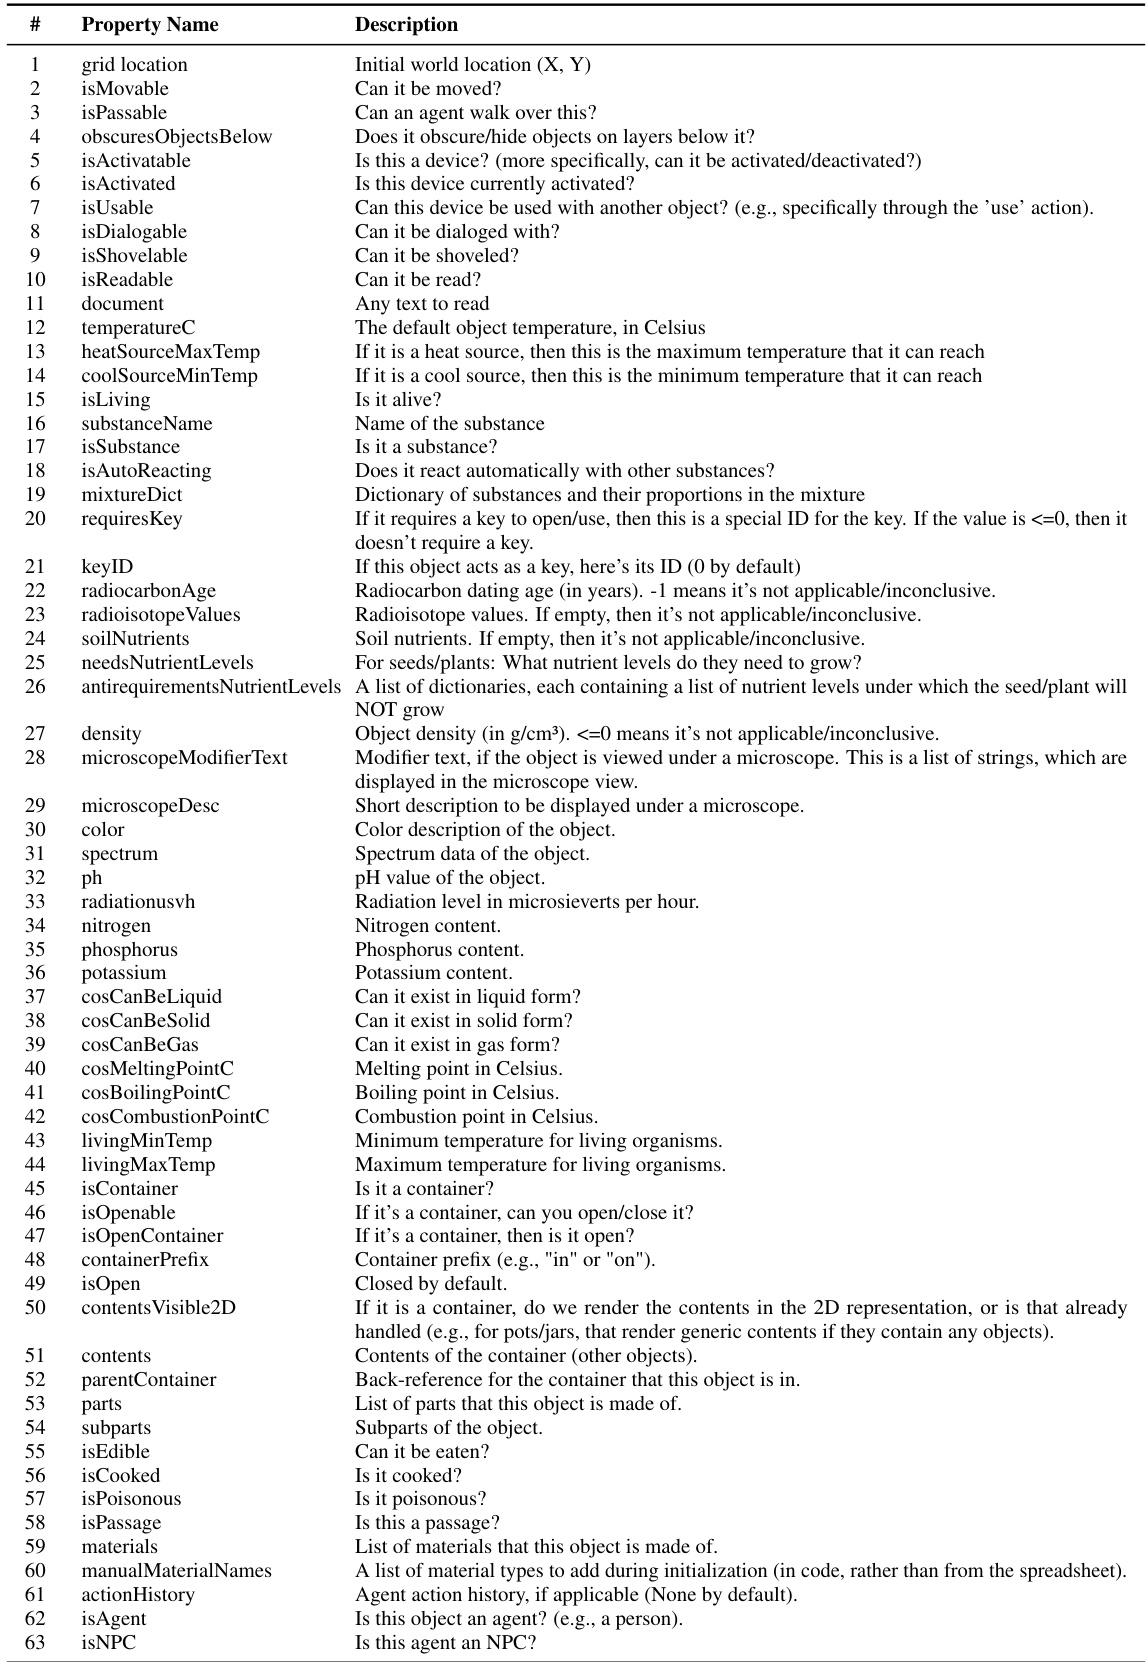 # Property Name Description
1 grid location Initial world location (X, Y)
2 isMovable Can it be moved?
3 isPassable Can an agent walk over this?
4 obscuresObjectsBelow Does it obscure/hide objects on layers below it?
5 isActivatable Is this a device? (more specifically, can it be activated/deactivated?)
6 isActivated Is this device currently activated?
7 isUsable Can this device be used with another object? (e.g., specifically through the ’use’ action).
8 isDialogable Can it be dialoged with?
9 isShovelable Can it be shoveled?
10 isReadable Can it be read?
11 document Any text to read
12 temperatureC The default object temperature, in Celsius
13 heatSourceMaxTemp If it is a heat source, then this is the maximum temperature that it can reach
14 coolSourceMinTemp If it is a cool source, then this is the minimum temperature that it can reach
15 isLiving Is it alive?
16 substanceName Name of the substance
17 isSubstance Is it a substance?
18 isAutoReacting Does it react automatically with other substances?
19 mixtureDict Dictionary of substances and their proportions in the mixture
20 requiresKey If it requires a key to open/use, then this is a special ID for the key. If the value is <=0, then it
doesn’t require a key.
21 keyID If this object acts as a key, here’s its ID (0 by default)
22 radiocarbonAge Radiocarbon dating age (in years). -1 means it’s not applicable/inconclusive.
23 radioisotopeValues Radioisotope values. If empty, then it’s not applicable/inconclusive.
24 soilNutrients Soil nutrients. If empty, then it’s not applicable/inconclusive.
25 needsNutrientLevels For seeds/plants: What nutrient levels do they need to grow?
26 antirequirementsNutrientLevels A list of dictionaries, each containing a list of nutrient levels under which the seed/plant will
NOT grow
27 density Object density (in g/cm³). <=0 means it’s not applicable/inconclusive.
28 microscopeModifierText Modifier text, if the object is viewed under a microscope. This is a list of strings, which are
displayed in the microscope view.
29 microscopeDesc Short description to be displayed under a microscope.
30 color Color description of the object.
31 spectrum Spectrum data of the object.
32 ph pH value of the object.
33 radiationusvh Radiation level in microsieverts per hour.
34 nitrogen Nitrogen content.
35 phosphorus Phosphorus content.
36 potassium Potassium content.
37 cosCanBeLiquid Can it exist in liquid form?
38 cosCanBeSolid Can it exist in solid form?
39 cosCanBeGas Can it exist in gas form?
40 cosMeltingPointC Melting point in Celsius.
41 cosBoilingPointC Boiling point in Celsius.
42 cosCombustionPointC Combustion point in Celsius.
43 livingMinTemp Minimum temperature for living organisms.
44 livingMaxTemp Maximum temperature for living organisms.
45 isContainer Is it a container?
46 isOpenable If it’s a container, can you open/close it?
47 isOpenContainer If it’s a container, then is it open?
48 containerPrefix Container prefix (e.g., "in" or "on").
49 isOpen Closed by default.
50 contentsVisible2D If it is a container, do we render the contents in the 2D representation, or is that already
handled (e.g., for pots/jars, that render generic contents if they contain any objects).
51 contents Contents of the container (other objects).
52 parentContainer Back-reference for the container that this object is in.
53 parts List of parts that this object is made of.
54 subparts Subparts of the object.
55 isEdible Can it be eaten?
56 isCooked Is it cooked?
57 isPoisonous Is it poisonous?
58 isPassage Is this a passage?
59 materials List of materials that this object is made of.
60 manualMaterialNames A list of material types to add during initialization (in code, rather than from the spreadsheet).
61 actionHistory Agent action history, if applicable (None by default).
62 isAgent Is this object an agent? (e.g., a person).
63 isNPC Is this agent an NPC?